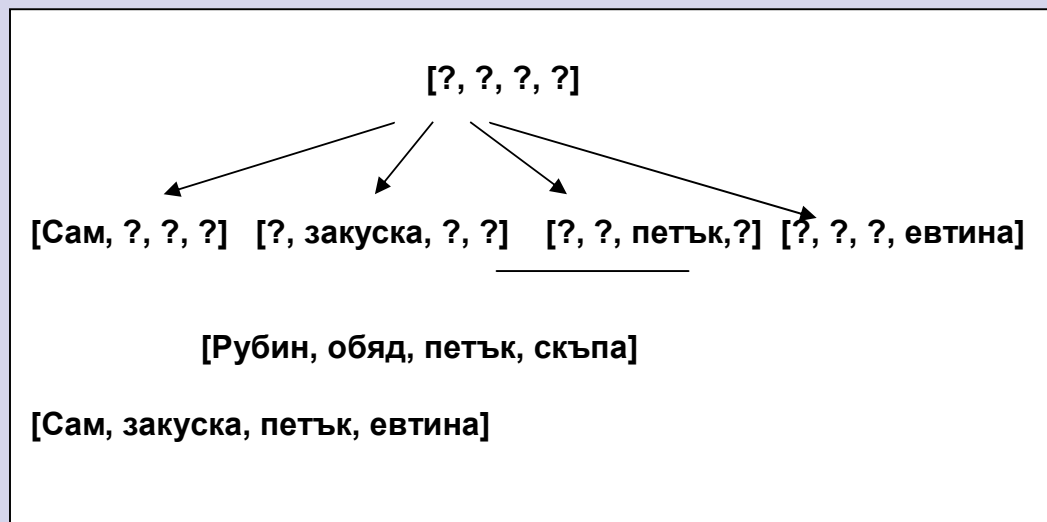 [?, ?, ?, ?]
[Сам, ?, ?, ?] [?, закуска, ?, ?] [?, ?, петък,?] [?, ?, ?, евтина]
[Рубин, обяд, петък, скъпа]
[Сам, закуска, петък, евтина]